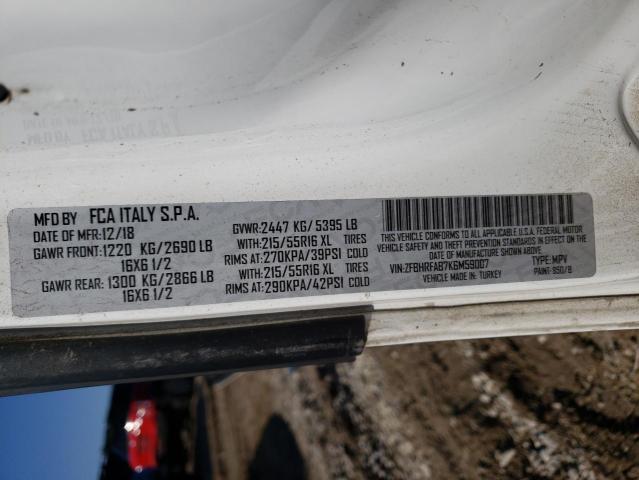 MFD BY FCA ITALY S.P.A.
DATE OF MFR:12/18
GAWR FRONT:1220 KG/2690 LB
16X6 1/2
GAWR REAR: 1300 KG/2866 LB
16X6 1/2
GVWR:2447 KG/5395 LB
WITH:215/55R16 XL TIRES
RIMS AT:270KPA/39PSI COLD
WITH:215/55R16 XL TIRES
RIMS AT:290KPA/42PSI COLD
THIS VEHICLE CONFORMS TO ALL APPLICABLE U.S.A. FEDERAL MOTOR
VEHICLE SAFETY STANDARDS IN EFFECT ON THE
DATE OF MANUFACTURE SHOWN ABOVE.
VIN:ZFBHRFAB7K6M59007 TYPE: MPV
VEHICLE MADE IN: TURKEY PAINT: 950/B